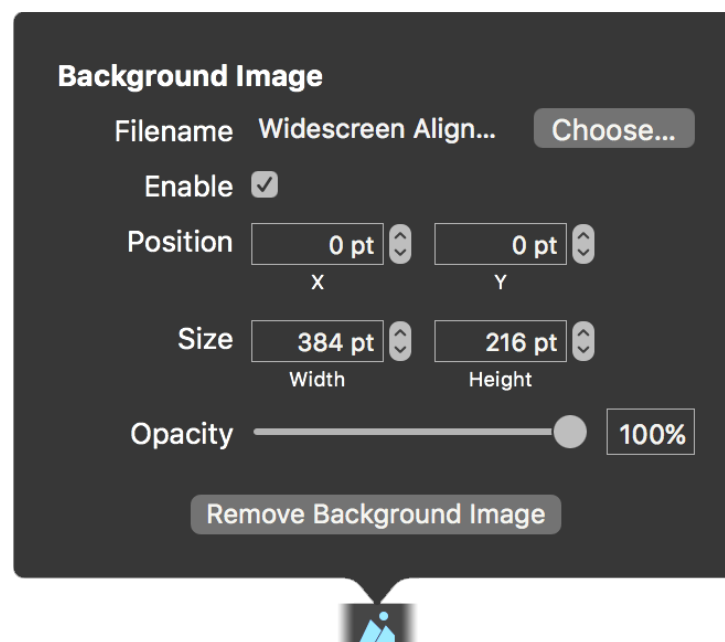 Background Image
Filename Widescreen Align... Choose...
Enable
Position 0 pt 0 pt
X Y
Size 384 pt 216 pt
Width Height
Opacity 100%
Remove Background Image